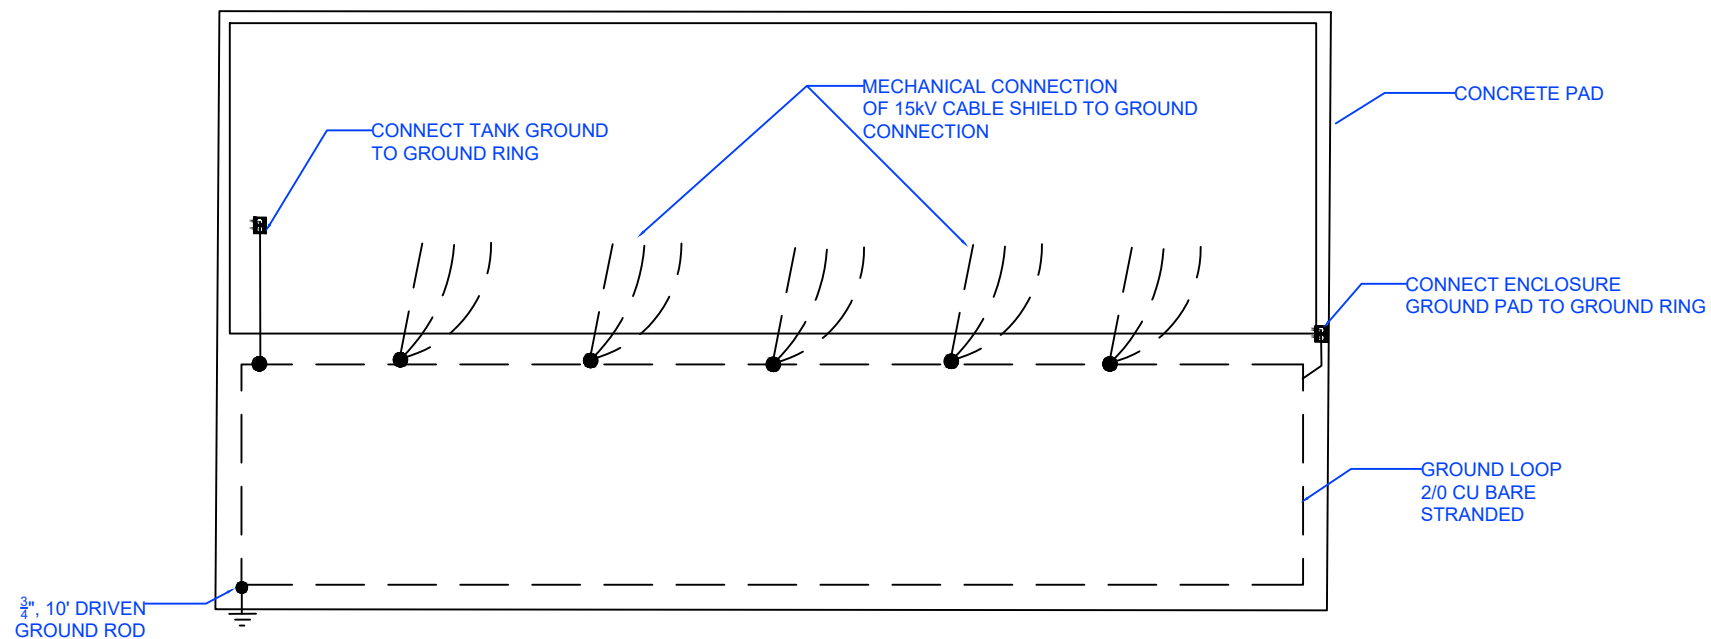 MECHANICAL CONNECTION
OF 15kV CABLE SHIELD TO GROUND
CONNECTION
CONCRETE PAD
CONNECT TANK GROUND
TO GROUND RING
CONNECT ENCLOSURE
GROUND PAD TO GROUND RING
GROUND LOOP
2/0 CU BARE
STRANDED
3/4", 10' DRIVEN
GROUND ROD